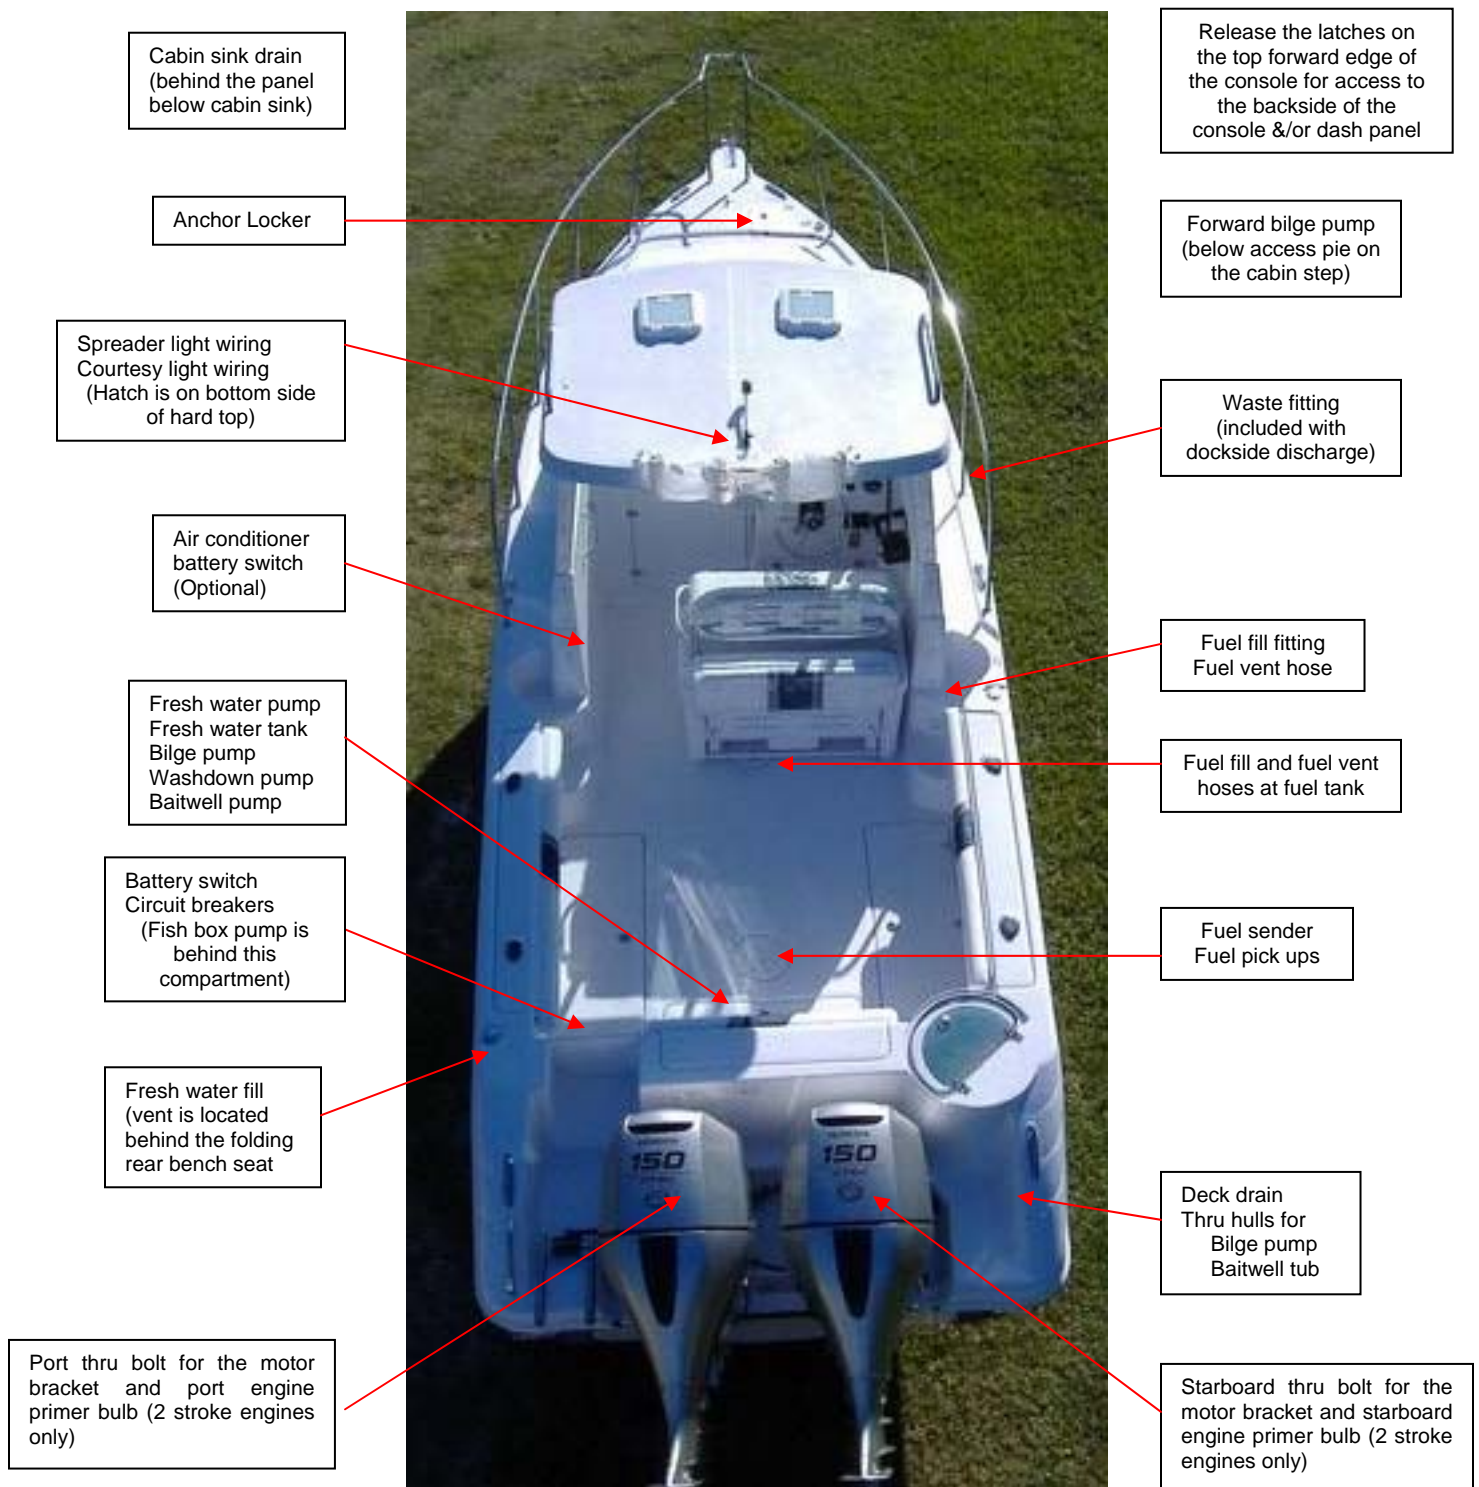 Cabin sink drain
(behind the panel
below cabin sink)
Release the latches on
the top forward edge of
the console for access to
the backside of the
console &/or dash panel
Anchor Locker
Forward bilge pump
(below access pie on
the cabin step)
Spreader light wiring
Courtesy light wiring
(Hatch is on bottom side
of hard top)
Waste fitting
(included with
dockside discharge)
Air conditioner
battery switch
(Optional)
Fuel fill fitting
Fuel vent hose
Fresh water pump
Fresh water tank
Bilge pump
Washdown pump
Baitwell pump
Fuel fill and fuel vent
hoses at fuel tank
Battery switch
Circuit breakers
(Fish box pump is
behind this
compartment)
Fuel sender
Fuel pick ups
Fresh water fill
(vent is located
behind the folding
rear bench seat
150
150
Deck drain
Thru hulls for
Bilge pump
Baitwell tub
Port thru bolt for the motor
bracket and port engine
primer bulb (2 stroke engines
only)
Starboard thru bolt for the
motor bracket and starboard
engine primer bulb (2 stroke
engines only)